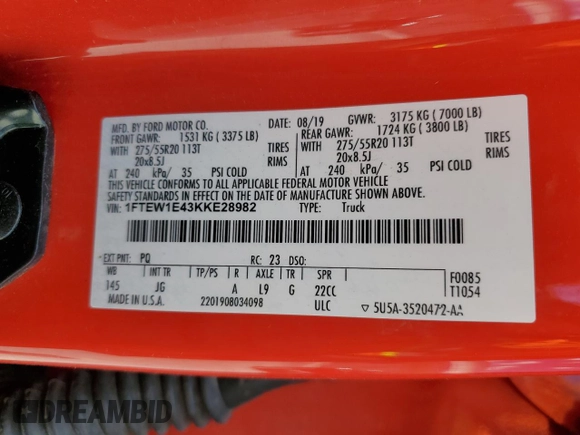 MFD. BY FORD MOTOR CO. DATE: 08/19 GVWR: 3175 KG ( 7000 LB)
FRONT GAWR: 1531 KG ( 3375 LB) REAR GAWR: 1724 KG ( 3800 LB)
WITH 275/55R20 113T TIRES WITH 275/55R20 113T TIRES
20x8.5J RIMS 20x8.5J RIMS
AT 240 kPa/ 35 PSI COLD AT 240 kPa/ 35 PSI COLD
THIS VEHICLE CONFORMS TO ALL APPLICABLE FEDERAL MOTOR VEHICLE
SAFETY STANDARDS IN EFFECT ON THE DATE OF MANUFACTURE SHOWN ABOVE.
VIN: 1FTEW1E43KKE28982 TYPE: Truck
EXT PNT: PQ RC: 23 DSO:
WB INT TR TP/PS R AXLE TR SPR F0085
145 JG A L9 G 22CC T1054
MADE IN U.S.A. 2201908034098 ULC 5U5A-3520472-AA
DREAMBID